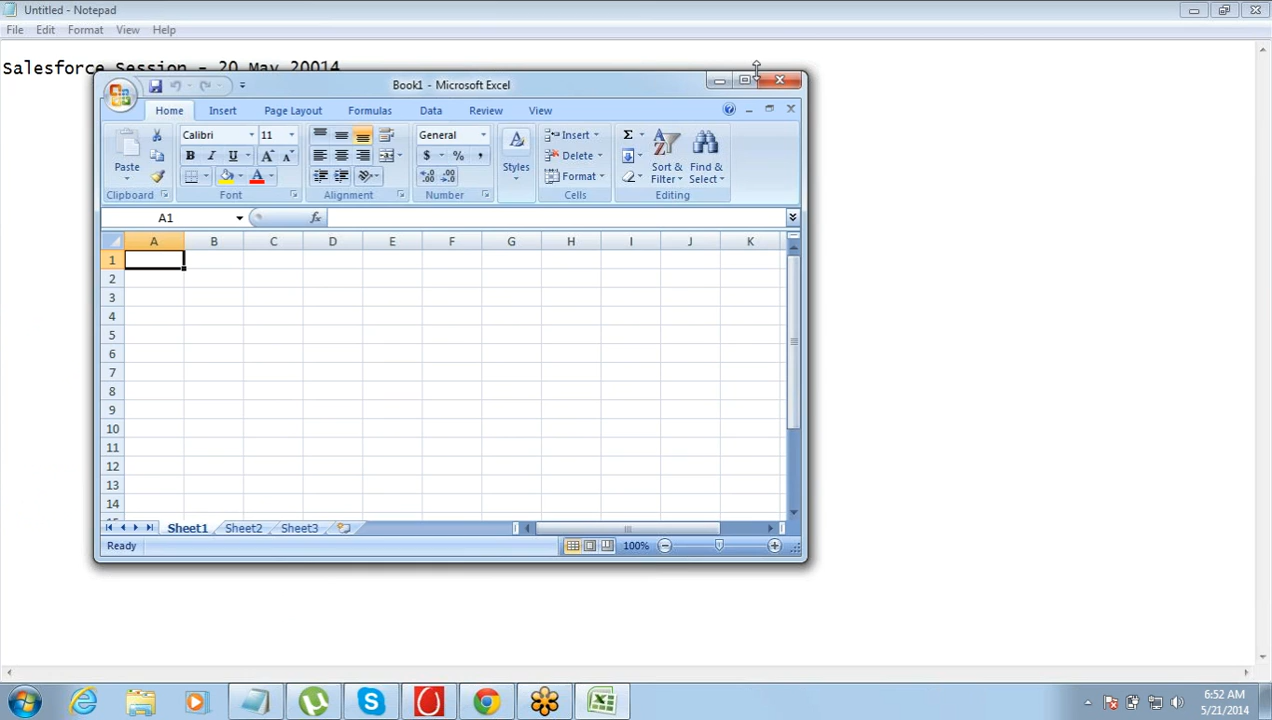 Untitled - Notepad
File Edit Format View Help
Salesforce Session - 20 May 20014
Book1 - Microsoft Excel
Home Insert Page Layout Formulas Data Review View
Calibri 11 General Insert Σ
B I U A A $ % , Delete
Paste Styles Sort & Find &
A .00 .00 Format Filter Select
Clipboard Font Alignment Number Cells Editing
A1 fx
A B C D E F G H I J K
1
2
3
4
5
6
7
8
9
10
11
12
13
14
Sheet1 Sheet2 Sheet3
Ready 100%
6:52 AM
5/21/2014